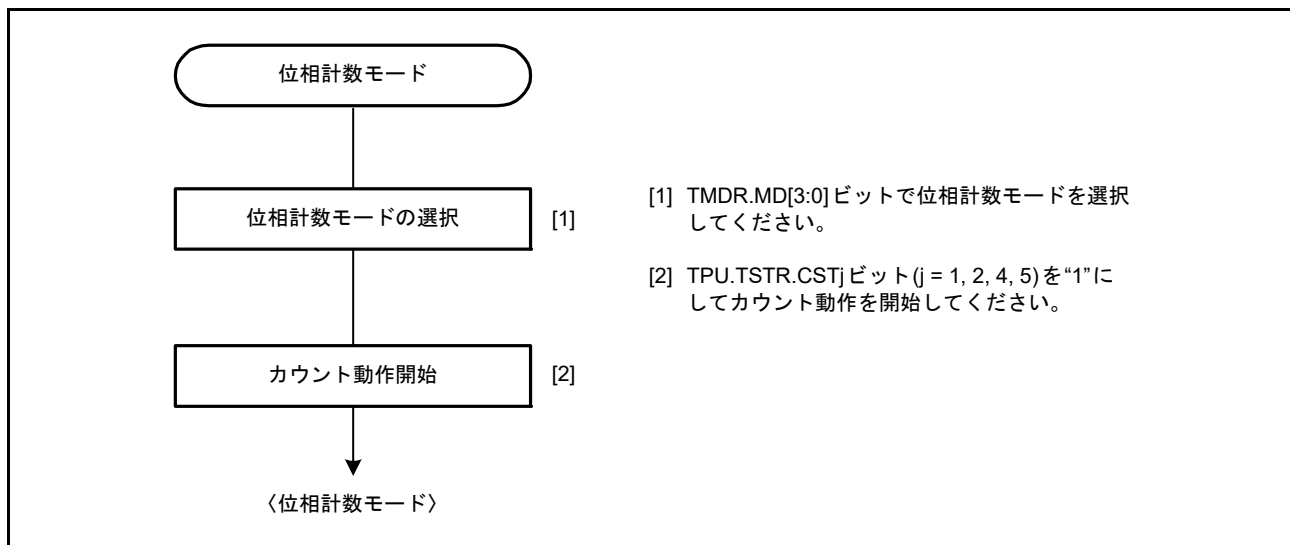 位相計数モード
位相計数モードの選択 [1]
[1] TMDR.MD[3:0]ビットで位相計数モードを選択
してください。
[2] TPU.TSTR.CSTjビット(j = 1, 2, 4, 5)を“1”に
してカウント動作を開始してください。
カウント動作開始 [2]
〈位相計数モード〉